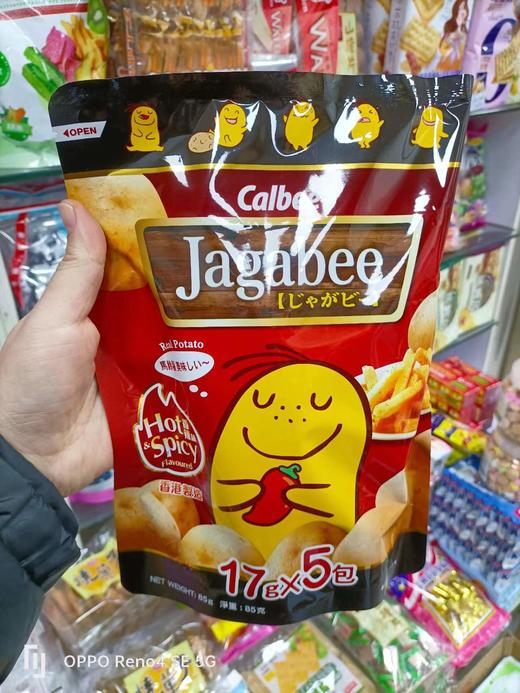 ◀OPEN
Calbee
Jagabee
【じゃがビー】
Real Potato
Hot
&Spicy
Flavoured
香港製造
17g×5包
NET WEIGHT: 85g 淨重:85克
OPPO Reno4 SE 5G